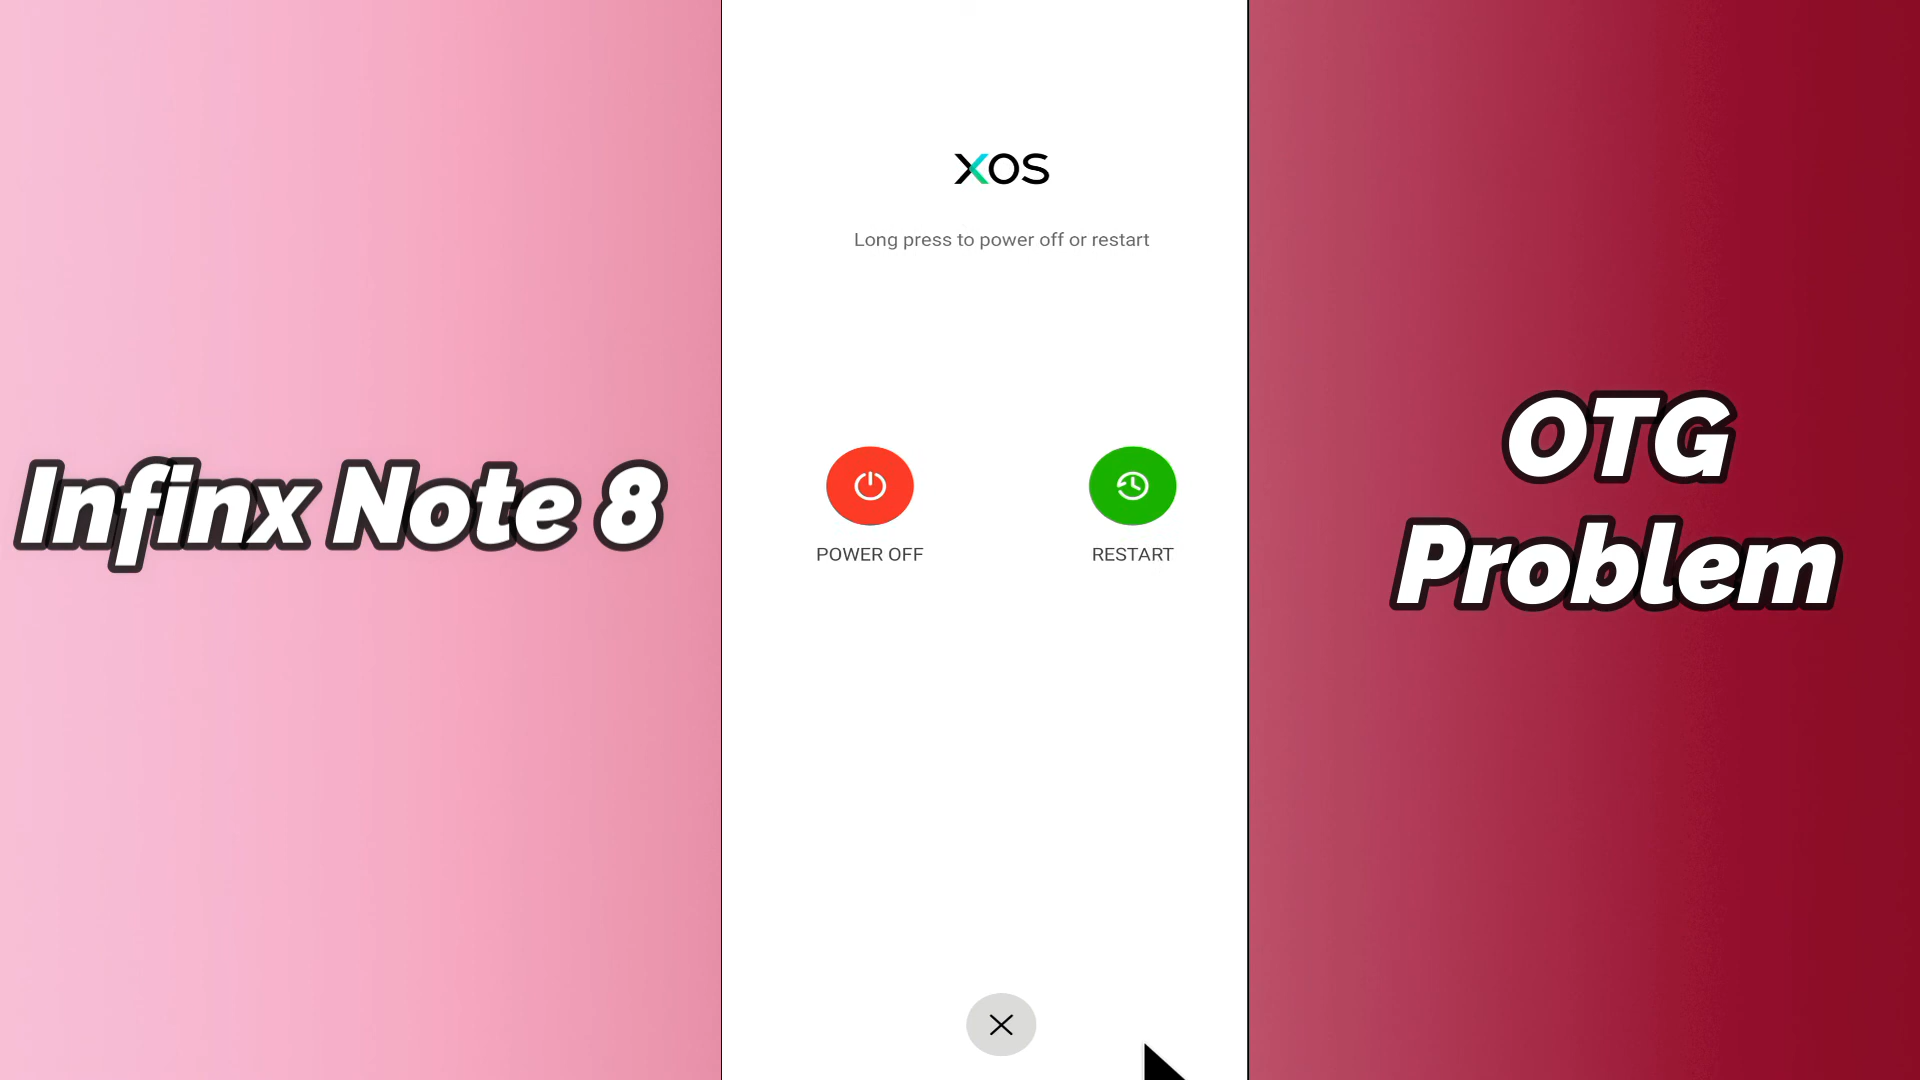 Infinx Note 8
XOS
Long press to power off or restart
POWER OFF
RESTART
OTG
Problem